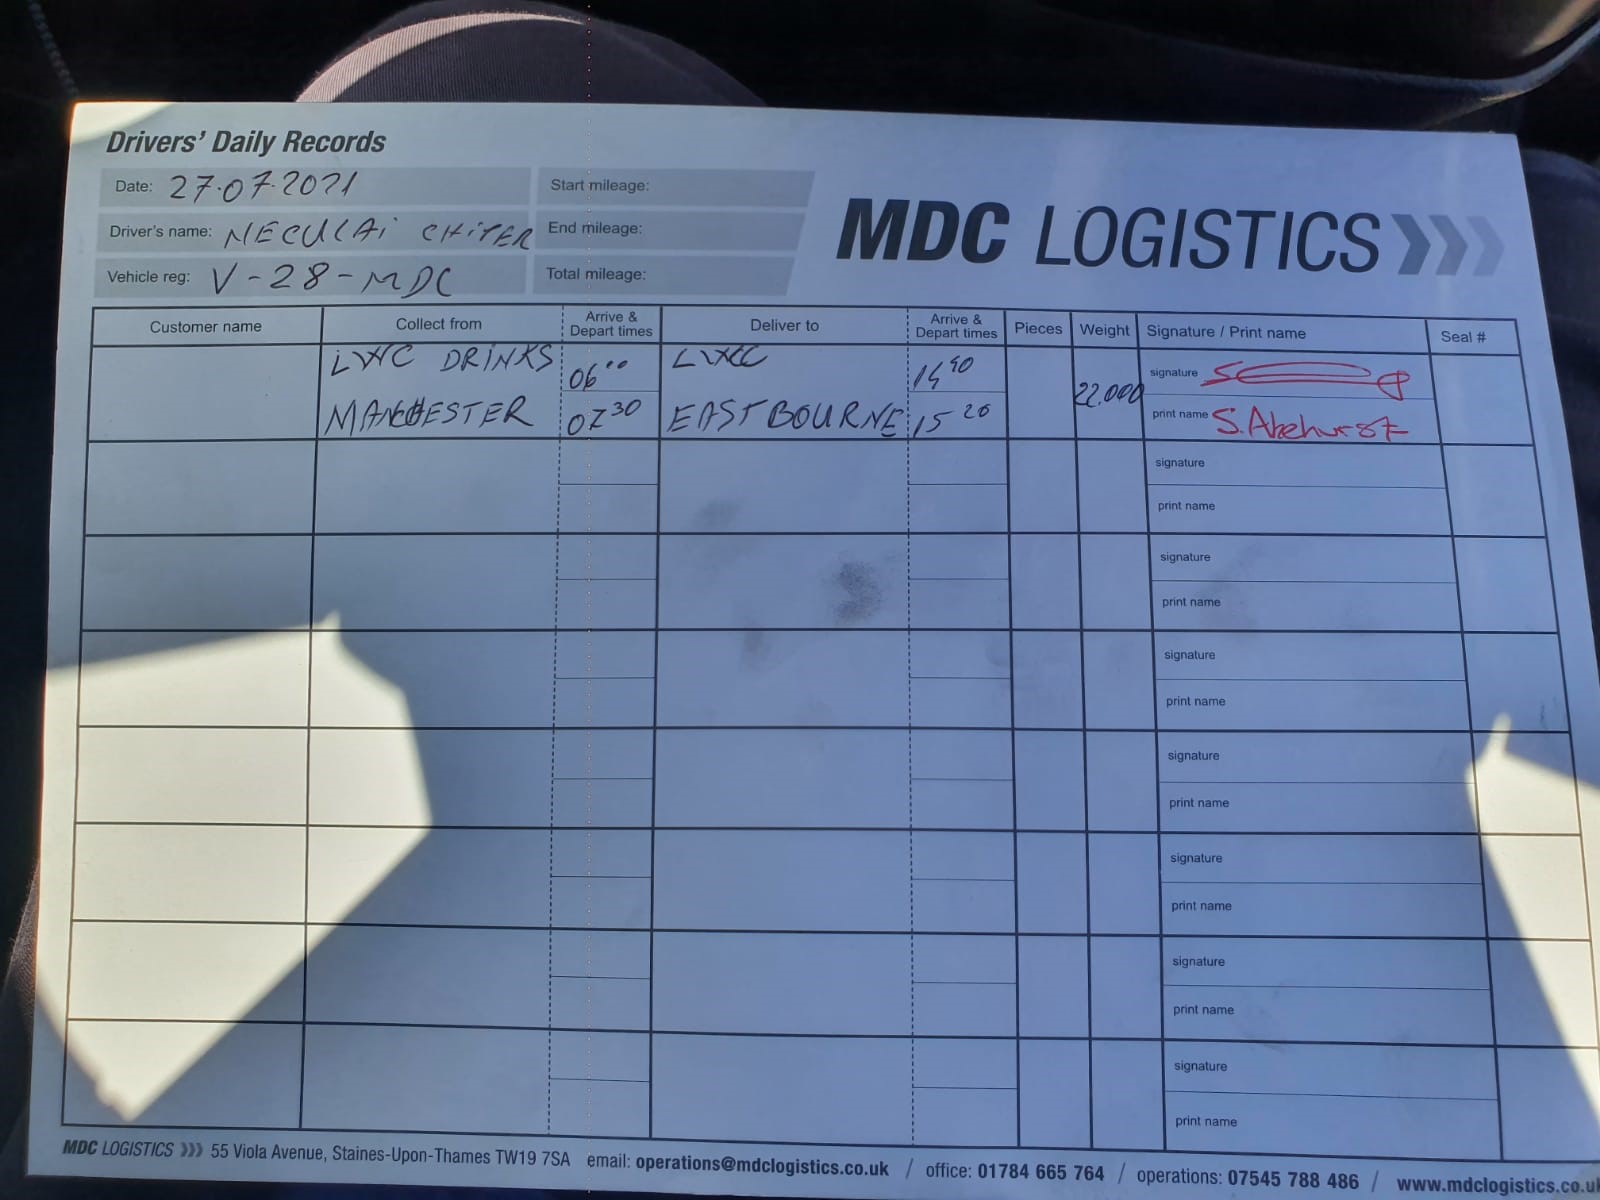 Drivers' Daily Records
Date: 27.07.2021
Start mileage:
Driver's name: NECULAI CHITER
End mileage:
Vehicle reg: V-28-MDC
Total mileage:
MDC LOGISTICS
Customer name
Collect from
Arrive & Depart times
Deliver to
Arrive & Depart times
Pieces
Weight
Signature / Print name
Seal #
LWC DRINKS
06 00
LWC
14 40
22.000
signature
MANCHESTER
07 30
EASTBOURNE
15 20
print name S. Akehurst
signature
print name
signature
print name
signature
print name
signature
print name
signature
print name
signature
print name
signature
print name
MDC LOGISTICS 55 Viola Avenue, Staines-Upon-Thames TW19 7SA email: operations@mdclogistics.co.uk / office: 01784 665 764 / operations: 07545 788 486 / www.mdclogistics.co.u